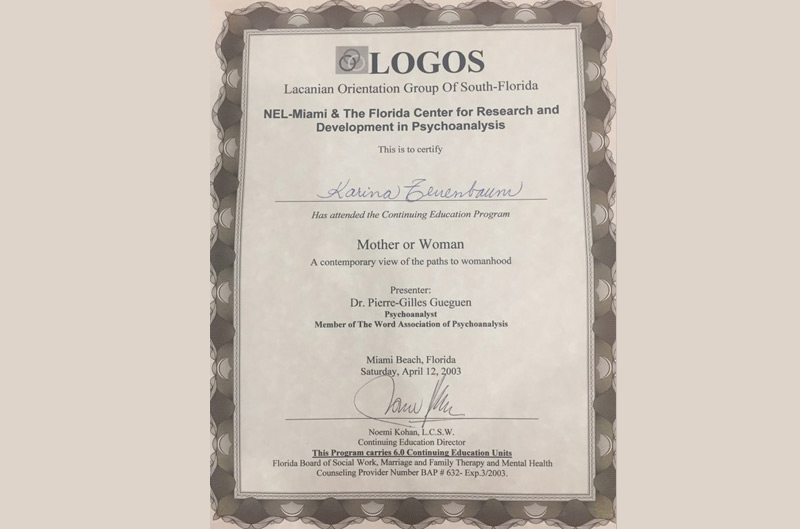 LOGOS
Lacanian Orientation Group Of South-Florida
NEL-Miami & The Florida Center for Research and
Development in Psychoanalysis
This is to certify
Karina Tenenbaum
Has attended the Continuing Education Program
Mother or Woman
A contemporary view of the paths to womanhood
Presenter:
Dr. Pierre-Gilles Gueguen
Psychoanalyst
Member of The Word Association of Psychoanalysis
Miami Beach, Florida
Saturday, April 12, 2003
Noemi Kohan, L.C.S.W.
Continuing Education Director
This Program carries 6.0 Continuing Education Units
Florida Board of Social Work, Marriage and Family Therapy and Mental Health
Counseling Provider Number BAP # 632- Exp.3/2003.